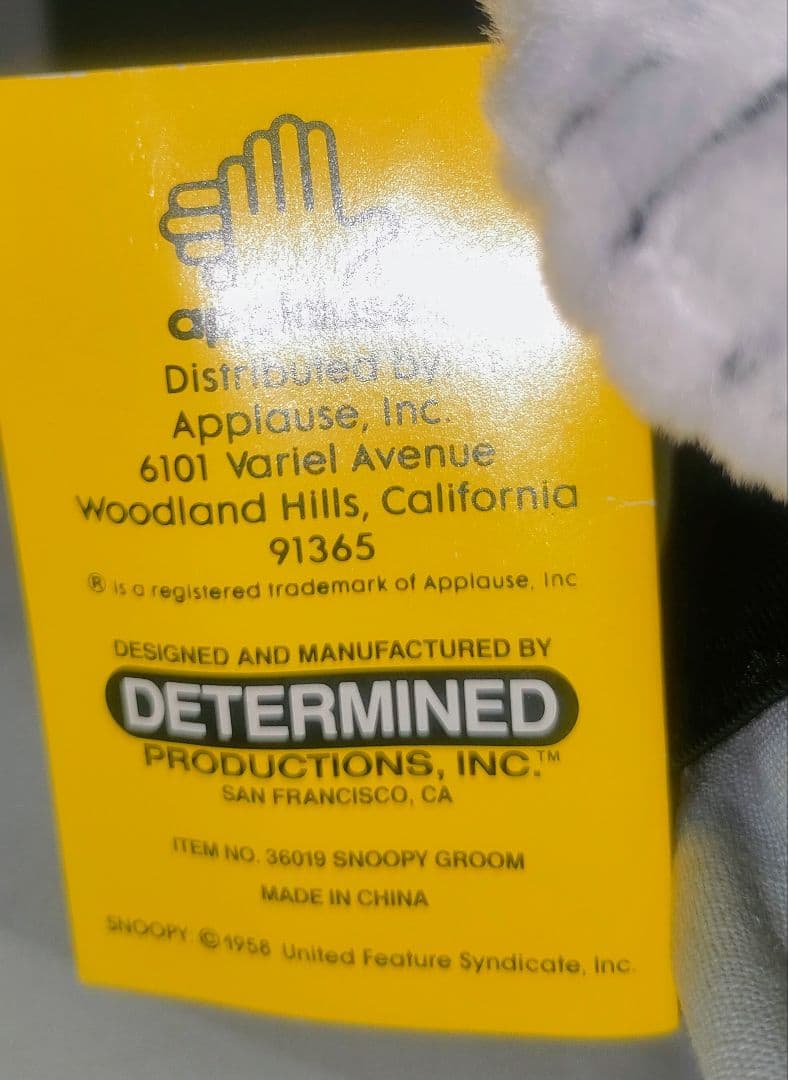 applause
Distributed by:
Applause, Inc.
6101 Variel Avenue
Woodland Hills, California
91365
® is a registered trademark of Applause, Inc
DESIGNED AND MANUFACTURED BY
DETERMINED
PRODUCTIONS, INC.™
SAN FRANCISCO, CA
ITEM NO. 36019 SNOOPY GROOM
MADE IN CHINA
SNOOPY: ©1958 United Feature Syndicate, Inc.